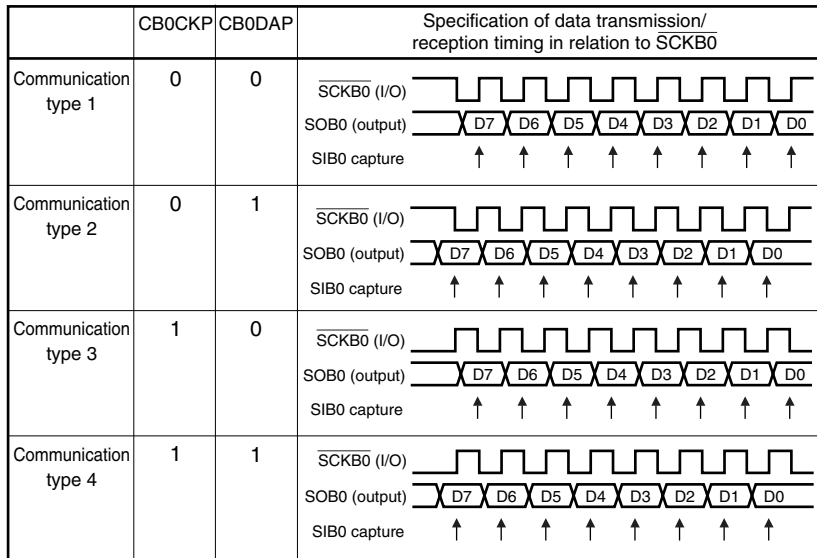 CB0CKP CB0DAP Specification of data transmission/
reception timing in relation to SCKB0
Communication
type 1
0 0
SCKB0 (I/O)
SOB0 (output) D7 D6 D5 D4 D3 D2 D1 D0
SIB0 capture
Communication
type 2
0 1
SCKB0 (I/O)
SOB0 (output) D7 D6 D5 D4 D3 D2 D1 D0
SIB0 capture
Communication
type 3
1 0
SCKB0 (I/O)
SOB0 (output) D7 D6 D5 D4 D3 D2 D1 D0
SIB0 capture
Communication
type 4
1 1
SCKB0 (I/O)
SOB0 (output) D7 D6 D5 D4 D3 D2 D1 D0
SIB0 capture